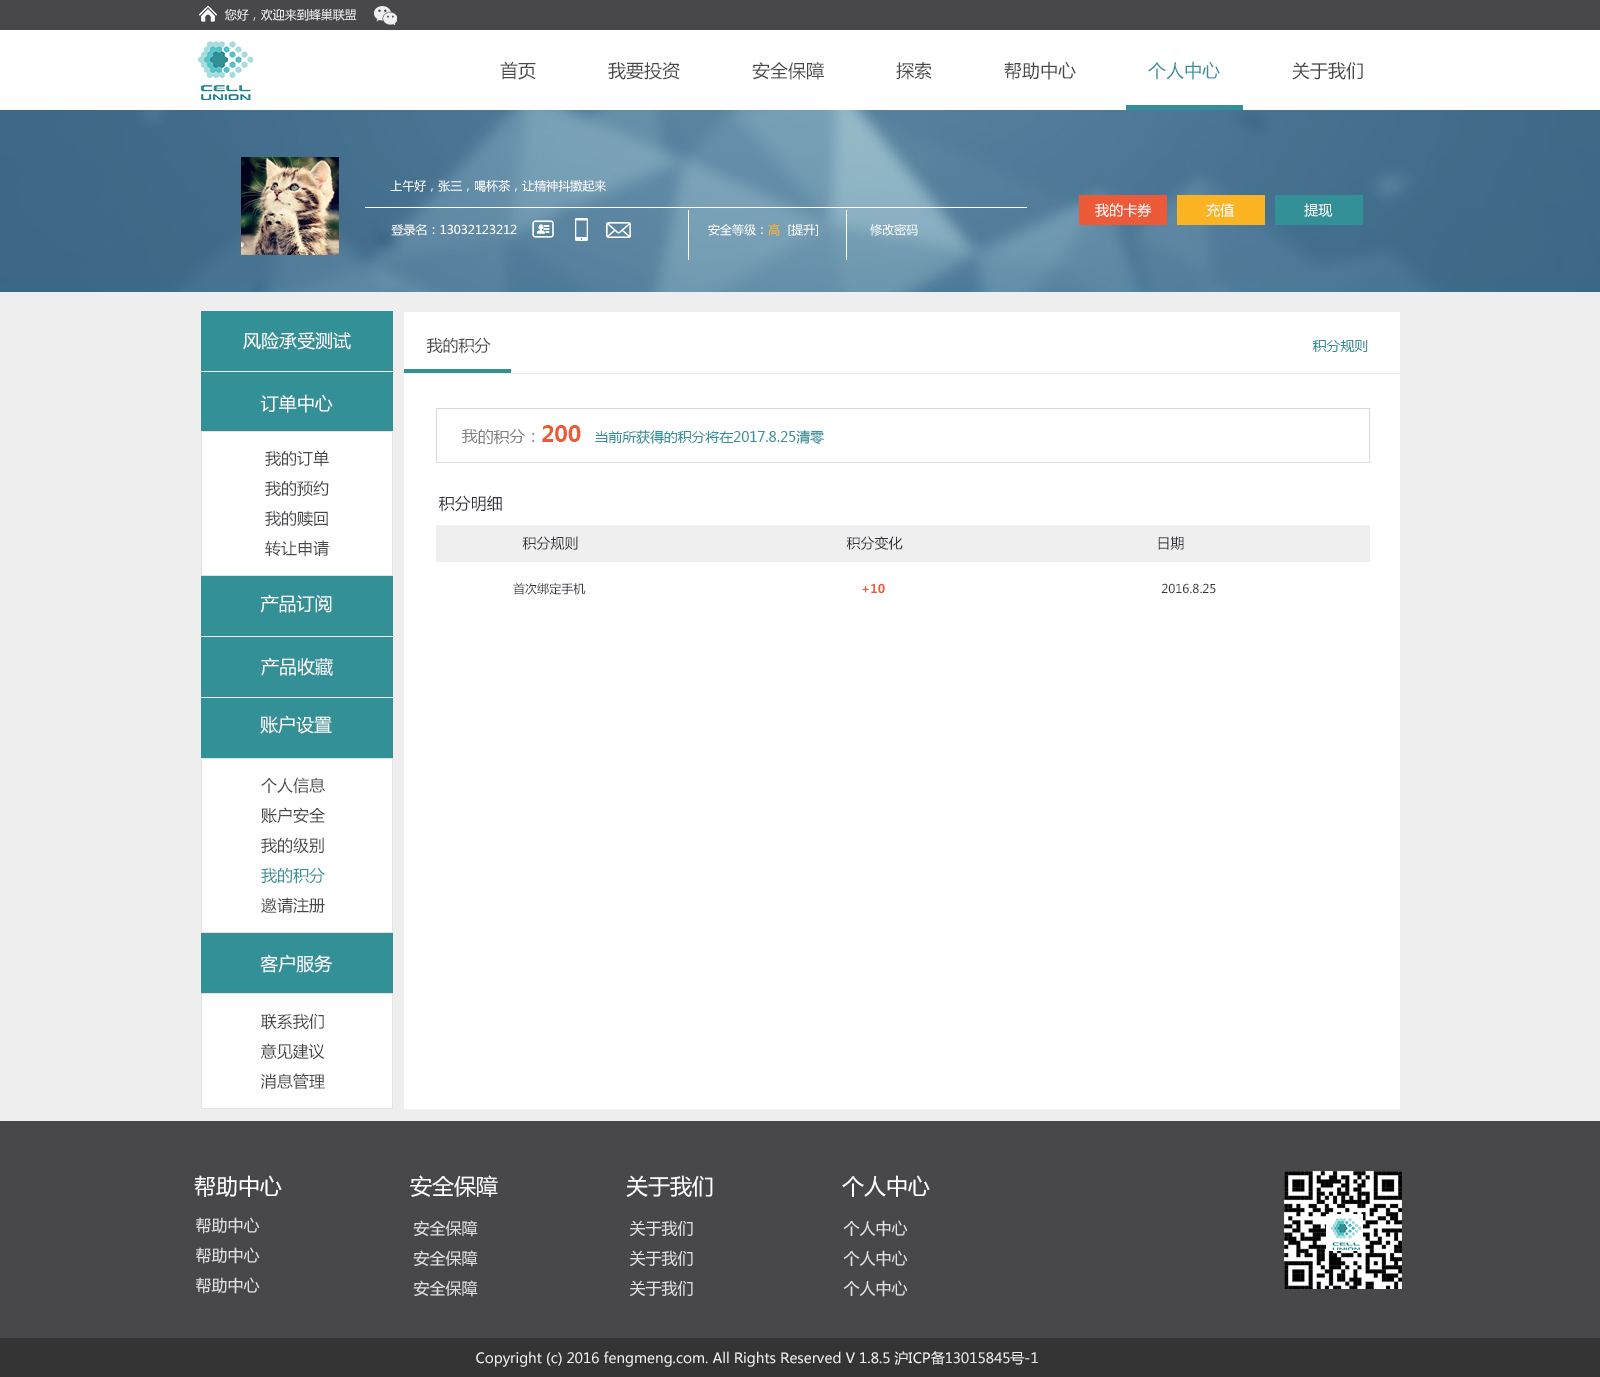 您好，欢迎来到蜂巢联盟
CELL
UNION
首页 我要投资 安全保障 探索 帮助中心 个人中心 关于我们
上午好，张三，喝杯茶，让精神抖擞起来
登录名：13032123212 安全等级：高 [提升] 修改密码
我的卡券 充值 提现
风险承受测试
订单中心
我的订单
我的预约
我的赎回
转让申请
产品订阅
产品收藏
账户设置
个人信息
账户安全
我的级别
我的积分
邀请注册
客户服务
联系我们
意见建议
消息管理
我的积分 积分规则
我的积分：200 当前所获得的积分将在2017.8.25清零
积分明细
积分规则 积分变化 日期
首次绑定手机 +10 2016.8.25
帮助中心 安全保障 关于我们 个人中心
帮助中心 安全保障 关于我们 个人中心
帮助中心 安全保障 关于我们 个人中心
帮助中心 安全保障 关于我们 个人中心
CELL
UNION
Copyright (c) 2016 fengmeng.com. All Rights Reserved V 1.8.5 沪ICP备13015845号-1